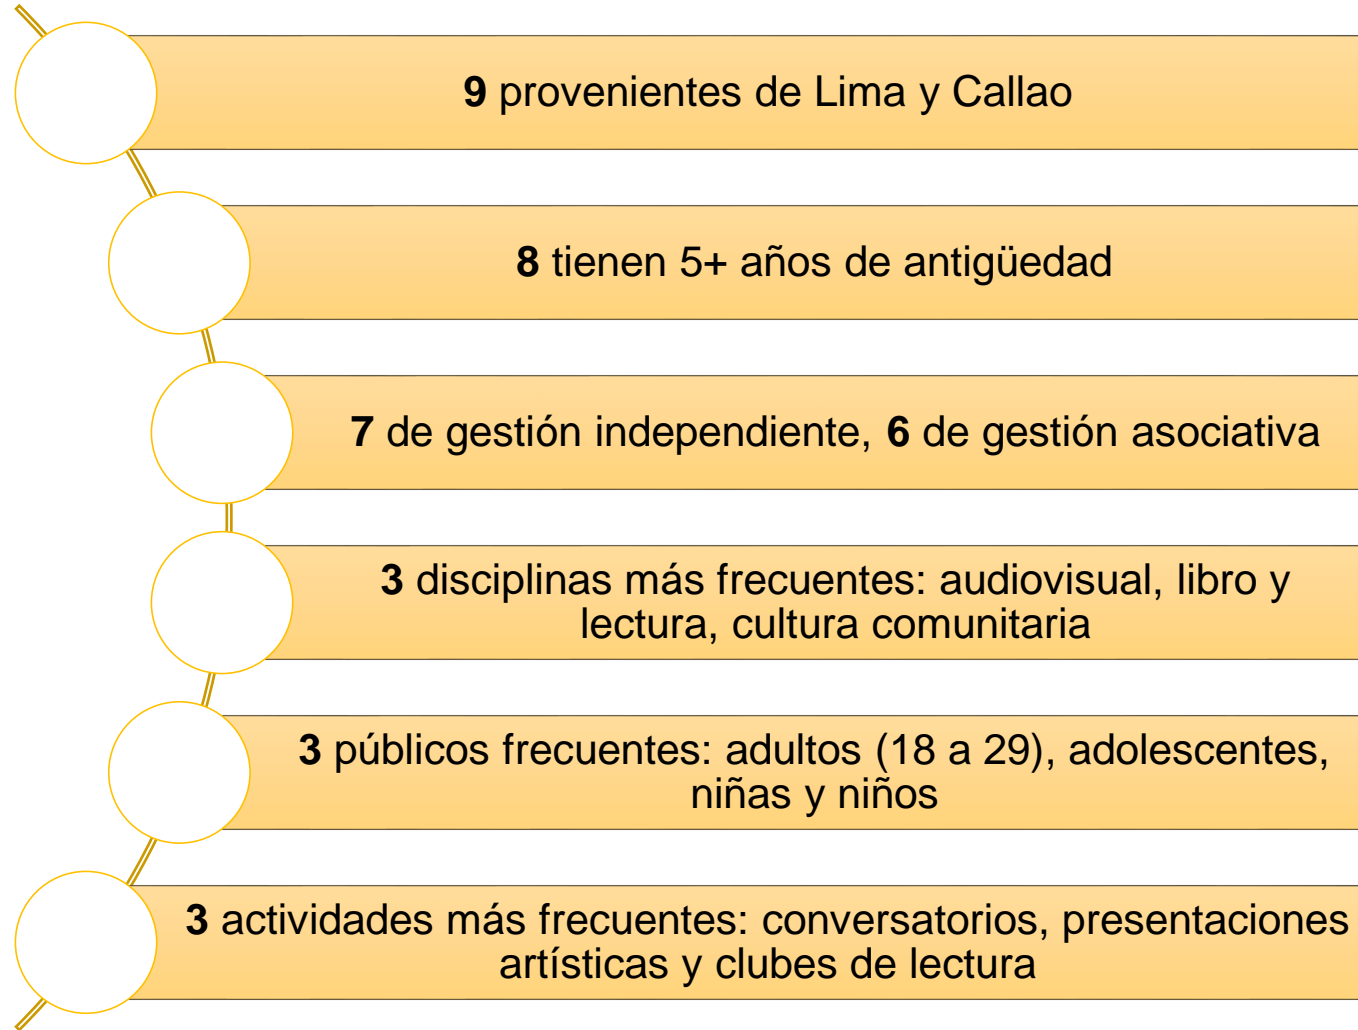 9 provenientes de Lima y Callao
8 tienen 5+ años de antigüedad
7 de gestión independiente, 6 de gestión asociativa
3 disciplinas más frecuentes: audiovisual, libro y
lectura, cultura comunitaria
3 públicos frecuentes: adultos (18 a 29), adolescentes,
niñas y niños
3 actividades más frecuentes: conversatorios, presentaciones
artísticas y clubes de lectura